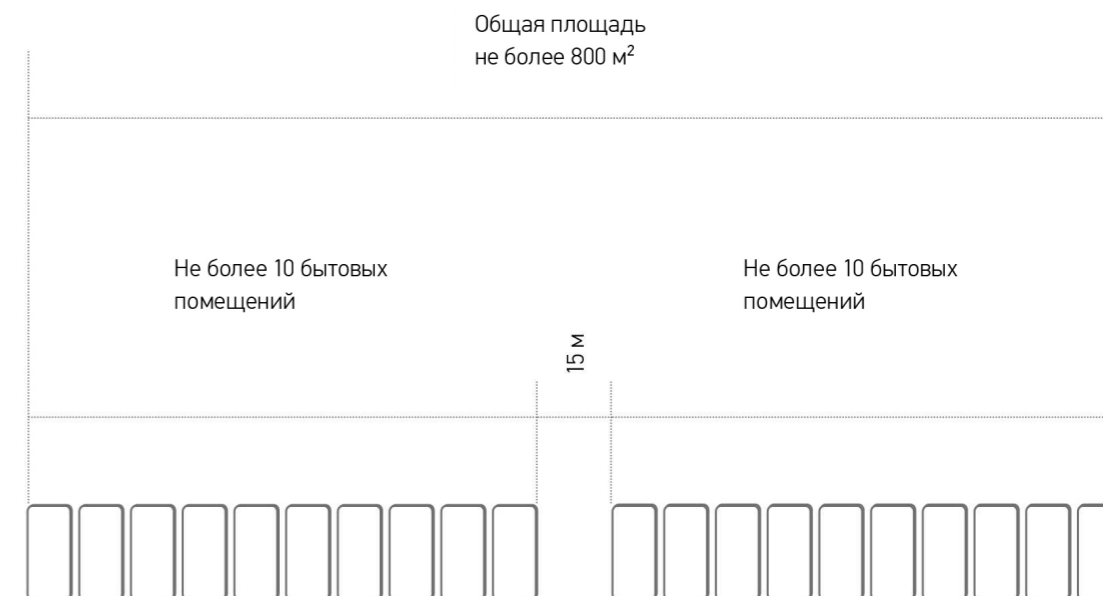 Общая площадь
не более 800 м²
Не более 10 бытовых
помещений
Не более 10 бытовых
помещений
15 м